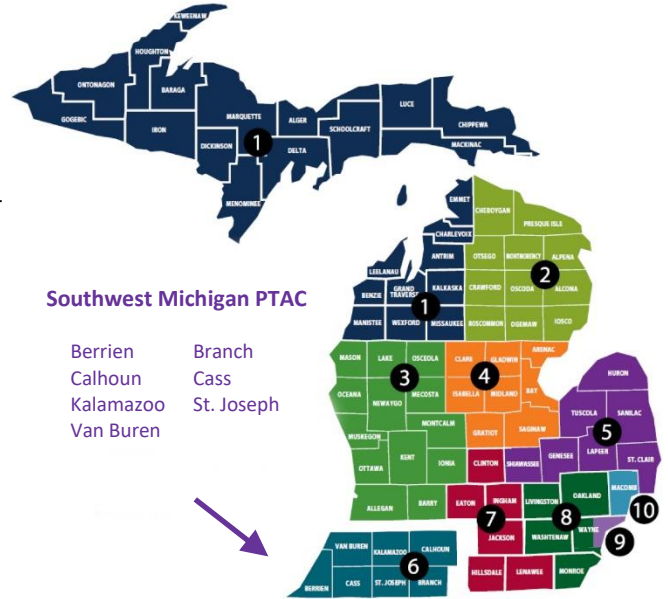 KEWEENAW
HOUGHTON
ONTONAGON
BARAGA
GOGEBIC
IRON
MARQUETTE
ALGER
LUCE
SCHOOLCRAFT
CHIPPEWA
DICKINSON
1
DELTA
MACKINAC
MENOMINEE
EMMET
CHEBOYGAN
PRESQUE ISLE
CHARLEVOIX
ANTRIM
OTSEGO
MONTMORENCY
ALPENA
LEELANAU
2
BENZIE
GRAND
TRAVERSE
KALKASKA
CRAWFORD
OSCODA
ALCONA
1
MANISTEE
WEXFORD
MISSAUKEE
ROSCOMMON
OGEMAW
IOSCO
Southwest Michigan PTAC
Berrien Branch
Calhoun Cass
Kalamazoo St. Joseph
Van Buren
MASON
LAKE
OSCEOLA
CLARE
GLADWIN
ARENAC
3
4
OCEANA
NEWAYGO
MECOSTA
ISABELLA
MIDLAND
BAY
HURON
MUSKEGON
MONTCALM
GRATIOT
SAGINAW
TUSCOLA
SANILAC
5
OTTAWA
KENT
IONIA
CLINTON
SHIAWASSEE
GENESEE
LAPEER
ST. CLAIR
ALLEGAN
BARRY
EATON
INGHAM
LIVINGSTON
OAKLAND
MACOMB
10
7
8
JACKSON
WASHTENAW
WAYNE
9
VAN BUREN
KALAMAZOO
CALHOUN
6
BERRIEN
CASS
ST. JOSEPH
BRANCH
HILLSDALE
LENAWEE
MONROE